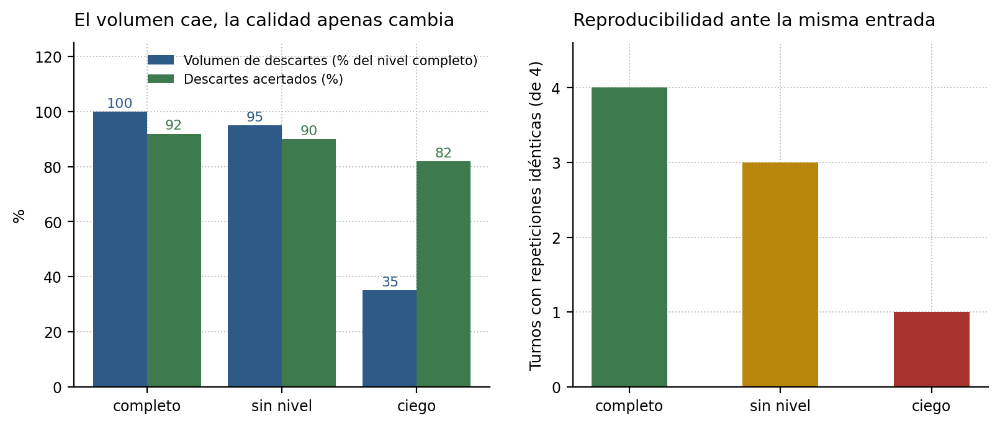 El volumen cae, la calidad apenas cambia
Volumen de descartes (% del nivel completo)
Descartes acertados (%)
%
120
100
80
60
40
20
0
100
92
95
90
35
82
completo
sin nivel
ciego
Reproducibilidad ante la misma entrada
Turnos con repeticiones idénticas (de 4)
4
3
2
1
0
completo
sin nivel
ciego